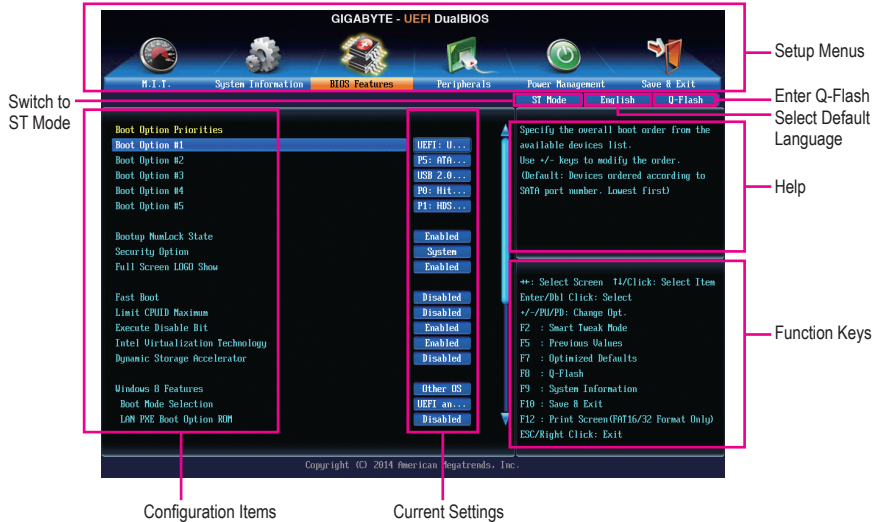 GIGABYTE - UEFI DualBIOS
M.I.T. System Information BIOS Features Peripherals Power Management Save & Exit
Setup Menus
ST Mode English Q-Flash
Switch to
ST Mode
Enter Q-Flash
Select Default
Language
Boot Option Priorities
Boot Option #1 UEFI: U...
Boot Option #2 P5: ATA...
Boot Option #3 USB 2.0...
Boot Option #4 P0: Hit...
Boot Option #5 P1: HDS...
Bootup NumLock State Enabled
Security Option System
Full Screen LOGO Show Enabled
Fast Boot Disabled
Limit CPUID Maximum Disabled
Execute Disable Bit Enabled
Intel Virtualization Technology Enabled
Dynamic Storage Accelerator Disabled
Windows 8 Features Other OS
Boot Mode Selection UEFI an...
LAN PXE Boot Option ROM Disabled
Specify the overall boot order from the
available devices list.
Use +/- keys to modify the order.
(Default: Devices ordered according to
SATA port number. Lowest first)
Help
→←: Select Screen ↑↓/Click: Select Item
Enter/Dbl Click: Select
+/-/PU/PD: Change Opt.
F2 : Smart Tweak Mode
F5 : Previous Values
F7 : Optimized Defaults
F8 : Q-Flash
F9 : System Information
F10 : Save & Exit
F12 : Print Screen(FAT16/32 Format Only)
ESC/Right Click: Exit
Function Keys
Copyright (C) 2014 American Megatrends, Inc.
Configuration Items
Current Settings